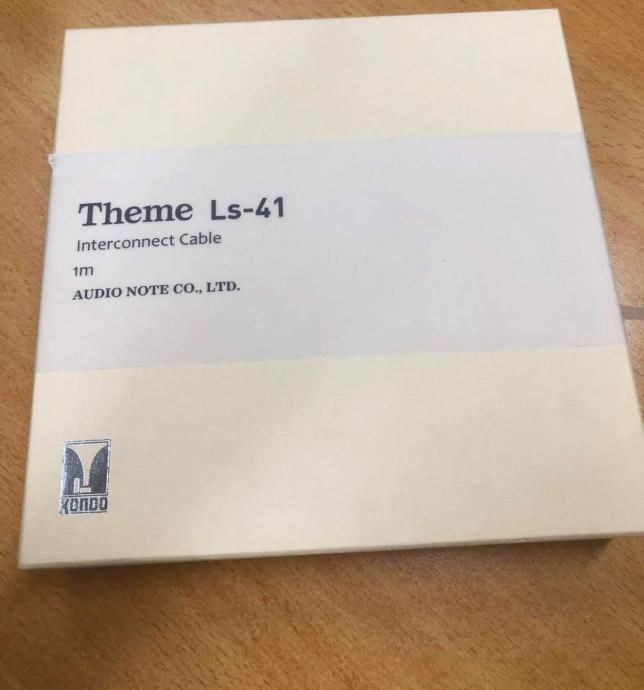 Theme Ls-41
Interconnect Cable
1m
AUDIO NOTE CO., LTD.
KONDO